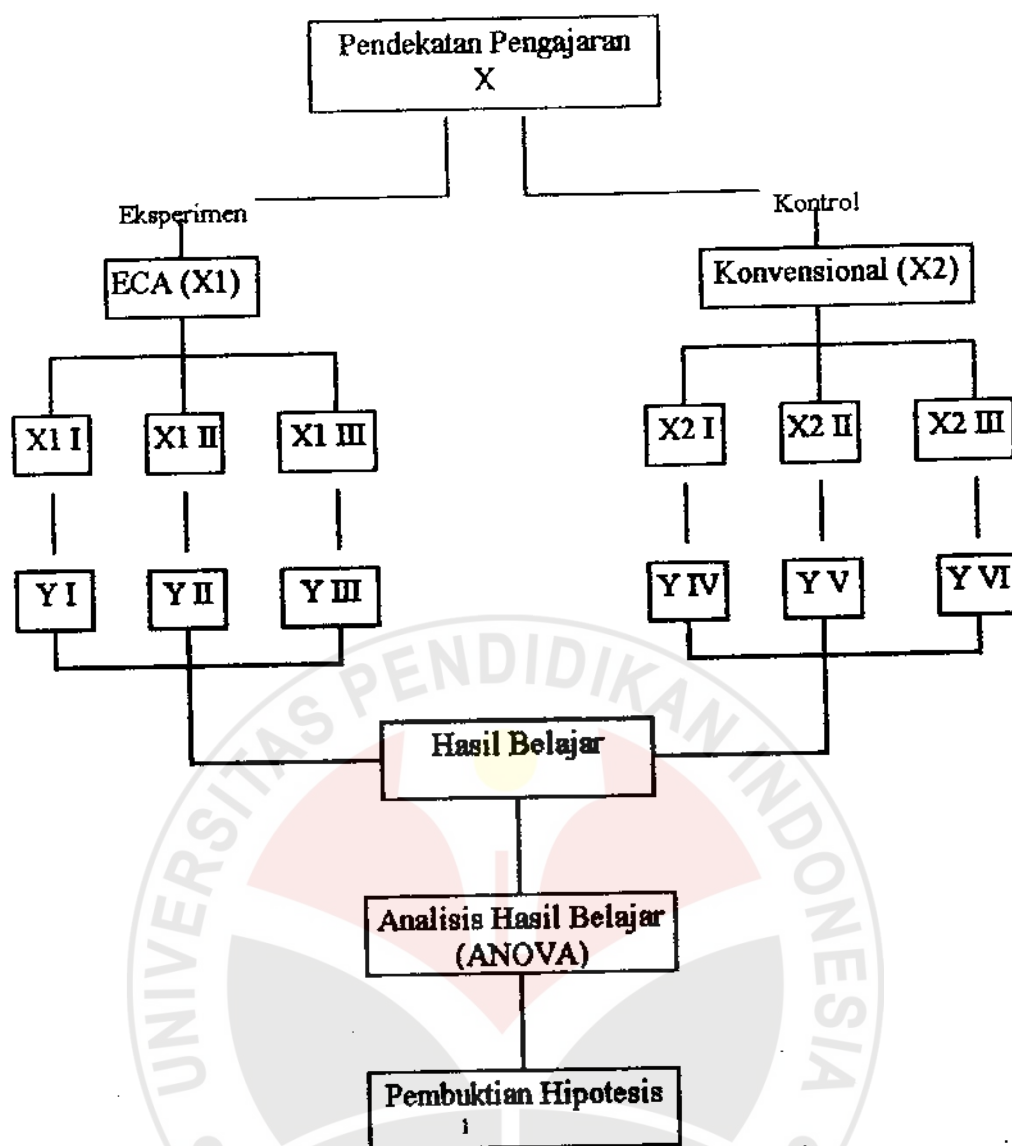 Pendekatan Pengajaran
X
Eksperimen
Kontrol
ECA (X1)
Konvensional (X2)
X1 I
X1 II
X1 III
X2 I
X2 II
X2 III
Y I
Y II
Y III
Y IV
Y V
Y VI
UNIVERSITAS PENDIDIKAN INDONESIA
Hasil Belajar
Analisis Hasil Belajar
(ANOVA)
Pembuktian Hipotesis